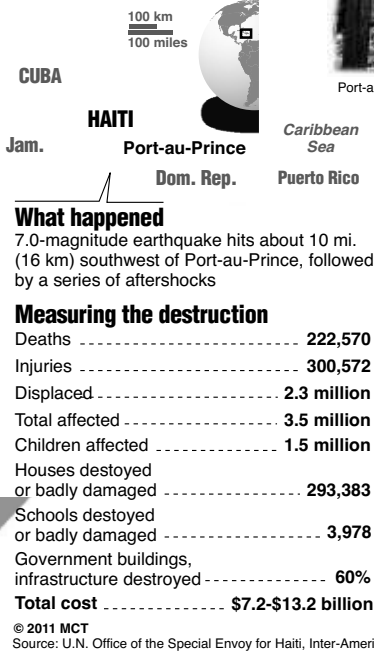 100 km
100 miles
CUBA
Port-a
HAITI
Caribbean
Sea
Jam.
Port-au-Prince
Dom. Rep.
Puerto Rico
What happened
7.0-magnitude earthquake hits about 10 mi.
(16 km) southwest of Port-au-Prince, followed
by a series of aftershocks
Measuring the destruction
Deaths 222,570
Injuries 300,572
Displaced 2.3 million
Total affected 3.5 million
Children affected 1.5 million
Houses destoyed
or badly damaged 293,383
Schools destoyed
or badly damaged 3,978
Government buildings,
infrastructure destroyed 60%
Total cost $7.2-$13.2 billion
© 2011 MCT
Source: U.N. Office of the Special Envoy for Haiti, Inter-Ameri